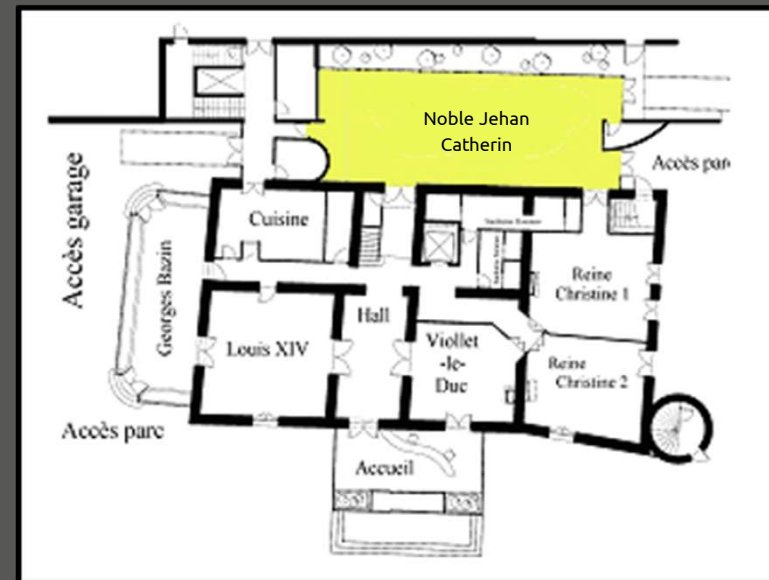 Noble Jehan
Catherin
Accès parc
Accès garage
Cuisine
Georges Bazin
Reine
Christine 1
Hall
Louis XIV
Viollet
-le-
Duc
Reine
Christine 2
Accès parc
Accueil